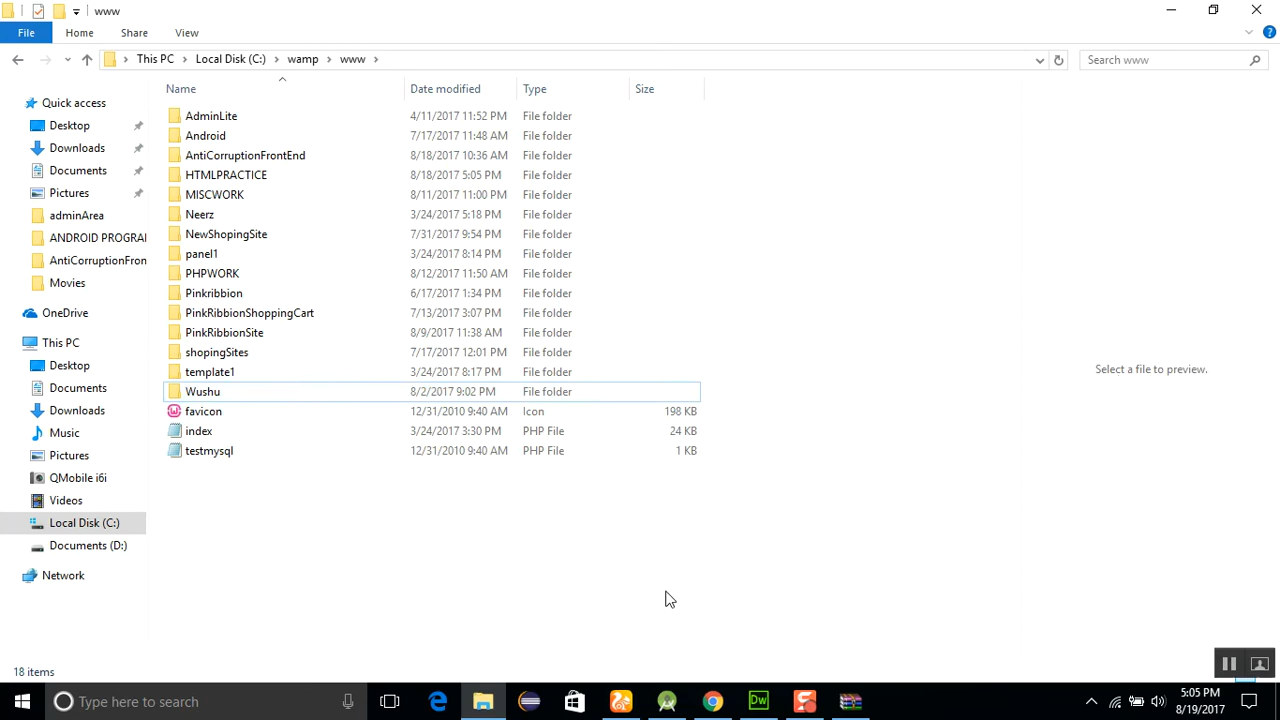 www
File Home Share View
This PC Local Disk (C:) wamp www Search www
Name Date modified Type Size
Quick access
Desktop
Downloads
Documents
Pictures
adminArea
ANDROID PROGRA
AntiCorruptionFron
Movies
OneDrive
This PC
Desktop
Documents
Downloads
Music
Pictures
QMobile i6i
Videos
Local Disk (C:)
Documents (D:)
Network
AdminLite 4/11/2017 11:52 PM File folder
Android 7/17/2017 11:48 AM File folder
AntiCorruptionFrontEnd 8/18/2017 10:36 AM File folder
HTMLPRACTICE 8/18/2017 5:05 PM File folder
MISCWORK 8/11/2017 11:00 PM File folder
Neerz 3/24/2017 5:18 PM File folder
NewShopingSite 7/31/2017 9:54 PM File folder
panel1 3/24/2017 8:14 PM File folder
PHPWORK 8/12/2017 11:50 AM File folder
Pinkribbion 6/17/2017 1:34 PM File folder
PinkRibbionShoppingCart 7/13/2017 3:07 PM File folder
PinkRibbionSite 8/9/2017 11:38 AM File folder
shopingSites 7/17/2017 12:01 PM File folder
template1 3/24/2017 8:17 PM File folder
Wushu 8/2/2017 9:02 PM File folder
favicon 12/31/2010 9:40 AM Icon 198 KB
index 3/24/2017 3:30 PM PHP File 24 KB
testmysql 12/31/2010 9:40 AM PHP File 1 KB
Select a file to preview.
18 items
Type here to search
Dw
5:05 PM
8/19/2017